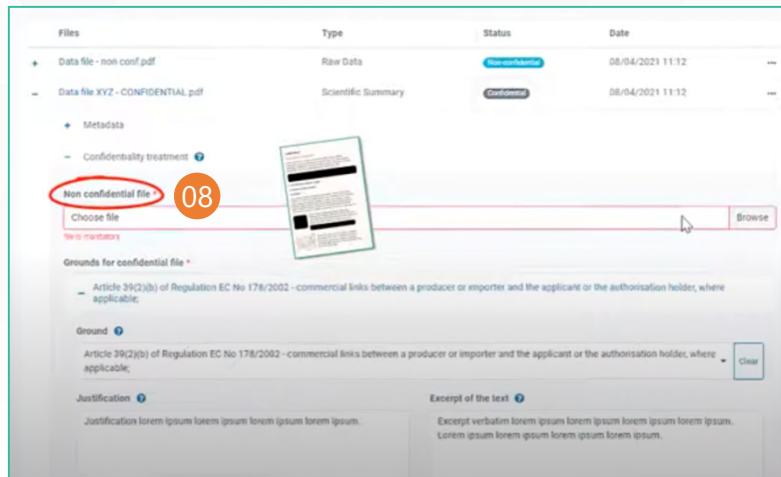 Files Type Status Date
+ Data file - non conf.pdf Raw Data Non-confidential 08/04/2021 11:12 ...
- Data file XYZ - CONFIDENTIAL.pdf Scientific Summary Confidential 08/04/2021 11:12 ...
+ Metadata
- Confidentiality treatment ?
Non confidential file * 08
Choose file Browse
file is mandatory
Grounds for confidential file *
- Article 39(2)(b) of Regulation EC No 178/2002 - commercial links between a producer or importer and the applicant or the authorisation holder, where
applicable;
Ground ?
Article 39(2)(b) of Regulation EC No 178/2002 - commercial links between a producer or importer and the applicant or the authorisation holder, where
applicable;
Clear
Justification ? Excerpt of the text ?
Justification lorem ipsum lorem ipsum lorem ipsum lorem ipsum. Excerpt verbatim lorem ipsum lorem ipsum lorem ipsum lorem ipsum.
Lorem ipsum lorem ipsum lorem ipsum lorem ipsum.